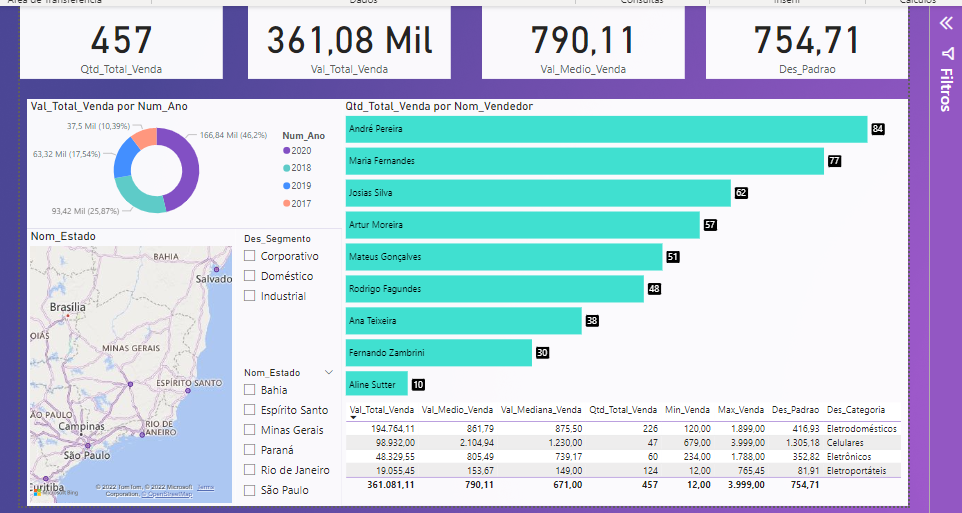 Área de Transferência Dados Consultas Inserir Cálculos
457
Qtd_Total_Venda
361,08 Mil
Val_Total_Venda
790,11
Val_Medio_Venda
754,71
Des_Padrao
Filtros
Val_Total_Venda por Num_Ano
37,5 Mil (10,39%)
166,84 Mil (46,2%)
63,32 Mil (17,54%)
93,42 Mil (25,87%)
Num_Ano
2020
2018
2019
2017
Nom_Estado
BAHIA
Salvado
Brasília
OIÁS
MINAS GERAIS
ESPÍRITO SANTO
ÃO PAULO
Campinas
RIO DE
JANEIRO
São Paulo
Curitiba
Microsoft Bing
© 2022 TomTom, © 2022 Microsoft
Corporation, © OpenStreetMap
Terms
Des_Segmento
Corporativo
Doméstico
Industrial
Nom_Estado
Bahia
Espírito Santo
Minas Gerais
Paraná
Rio de Janeiro
São Paulo
Qtd_Total_Venda por Nom_Vendedor
André Pereira 84
Maria Fernandes 77
Josias Silva 62
Artur Moreira 57
Mateus Gonçalves 51
Rodrigo Fagundes 48
Ana Teixeira 38
Fernando Zambrini 30
Aline Sutter 10
Val_Total_Venda Val_Medio_Venda Val_Mediana_Venda Qtd_Total_Venda Min_Venda Max_Venda Des_Padrao Des_Categoria
194.764,11 861,79 875,50 226 120,00 1.899,00 416,93 Eletrodomésticos
98.932,00 2.104,94 1.230,00 47 679,00 3.999,00 1.305,18 Celulares
48.329,55 805,49 739,17 60 234,00 1.788,00 352,82 Eletrônicos
19.055,45 153,67 149,00 124 12,00 765,45 81,91 Eletroportáteis
361.081,11 790,11 671,00 457 12,00 3.999,00 754,71